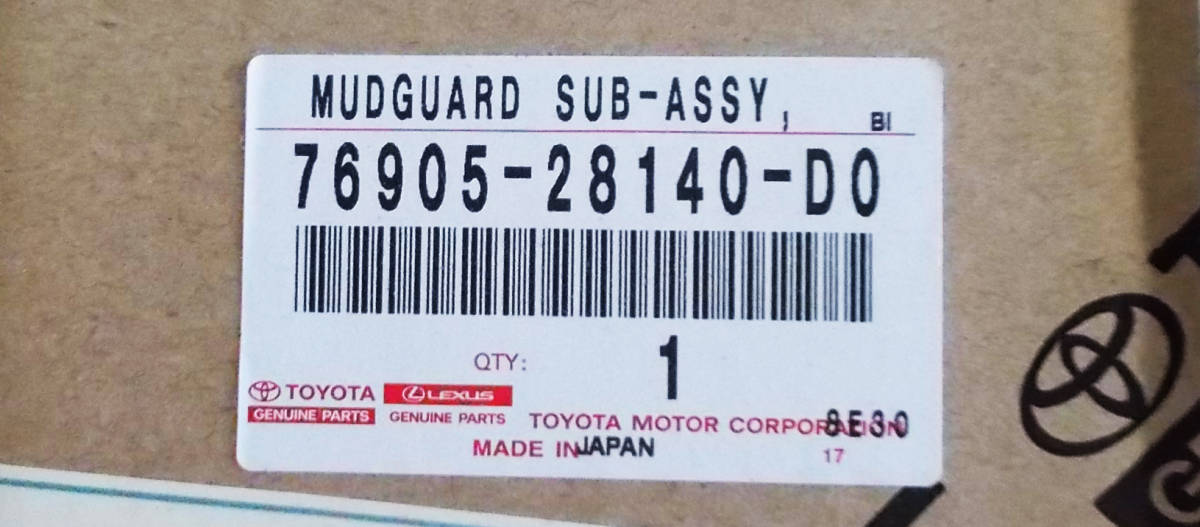 MUDGUARD SUB-ASSY, BI
76905-28140-D0
QTY: 1
TOYOTA LEXUS
GENUINE PARTS GENUINE PARTS TOYOTA MOTOR CORPORATION 8E30
MADE IN JAPAN 17